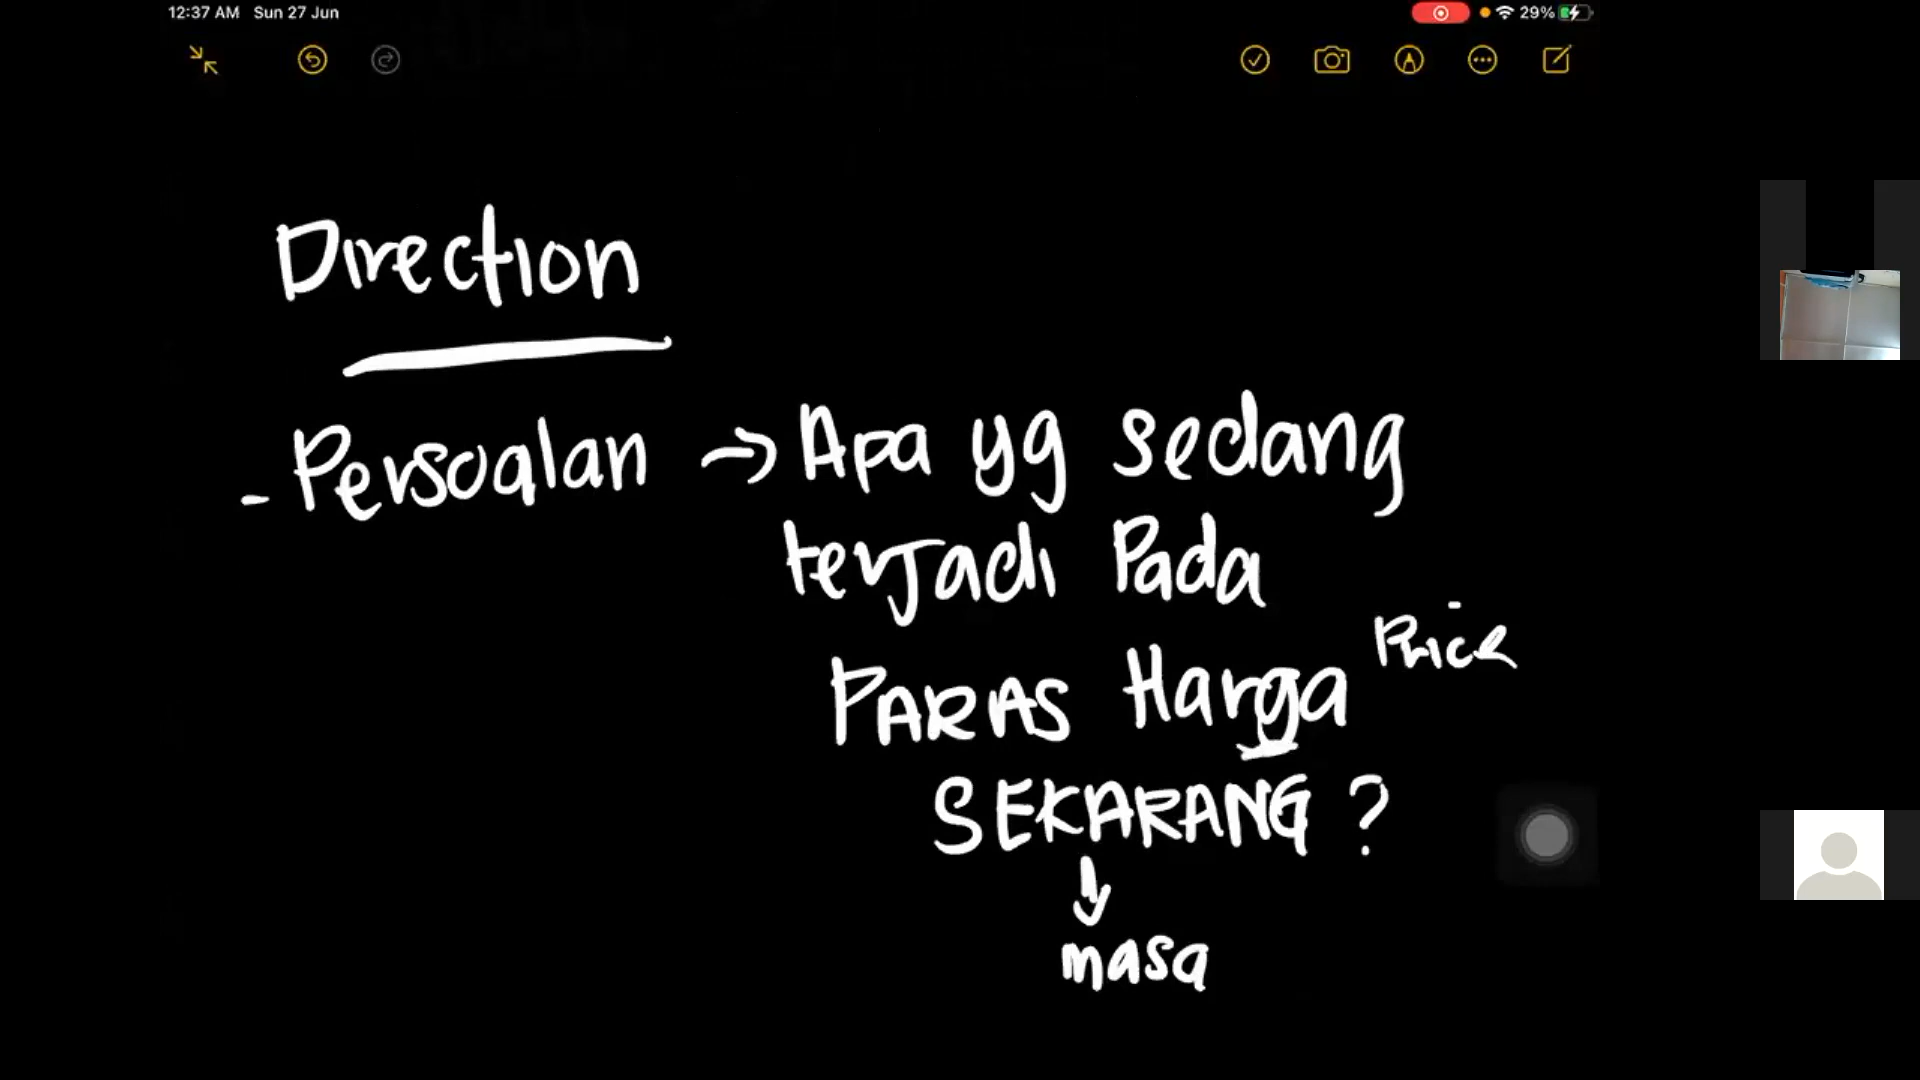 12:37 AM Sun 27 Jun 29%
Direction
- Persoalan → Apa yg sedang
terjadi Pada
PARAS Harga Price
SEKARANG ?
masa